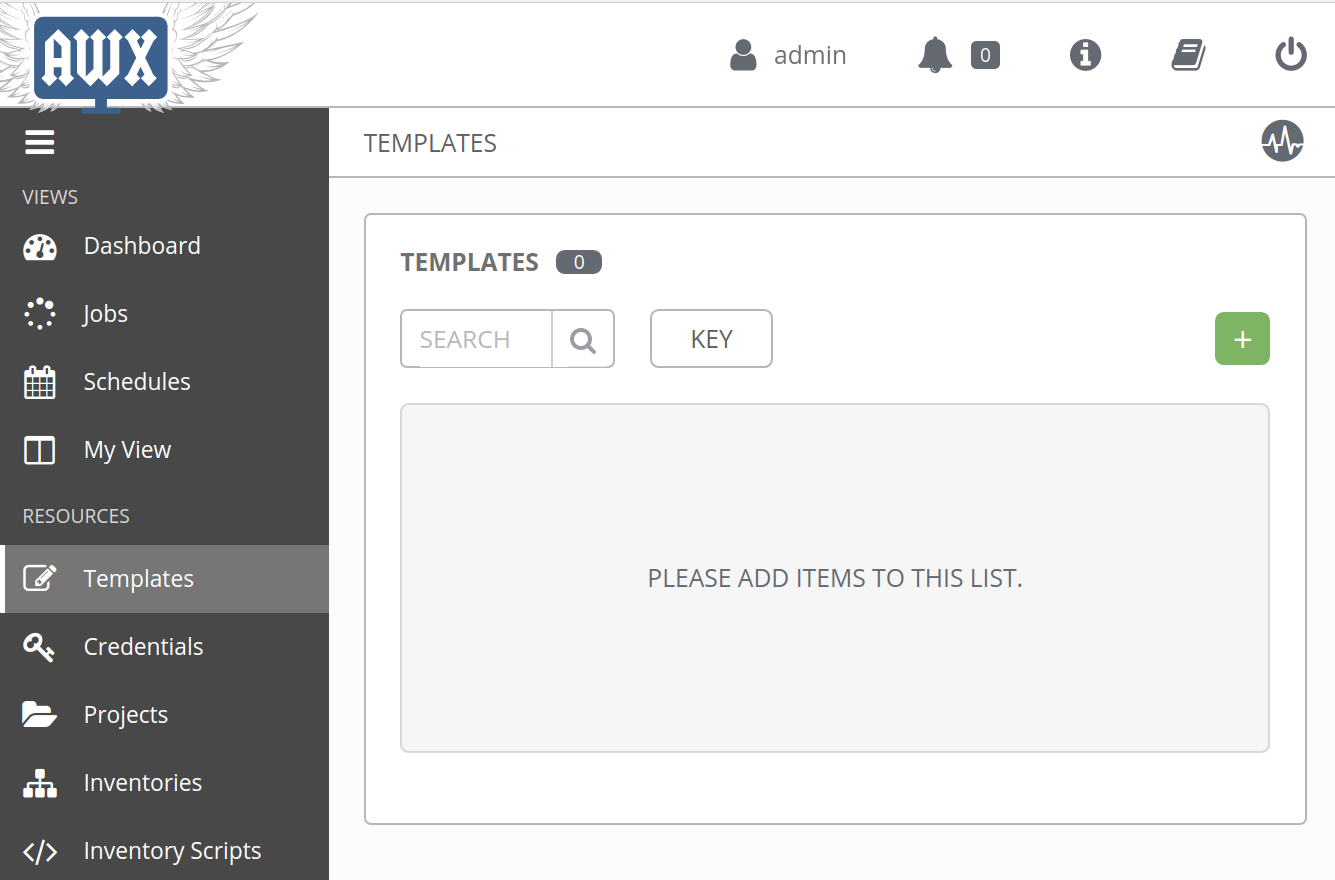 AWX
admin
0
TEMPLATES
VIEWS
Dashboard
Jobs
Schedules
My View
RESOURCES
Templates
Credentials
Projects
Inventories
Inventory Scripts
TEMPLATES 0
SEARCH
KEY
+
PLEASE ADD ITEMS TO THIS LIST.